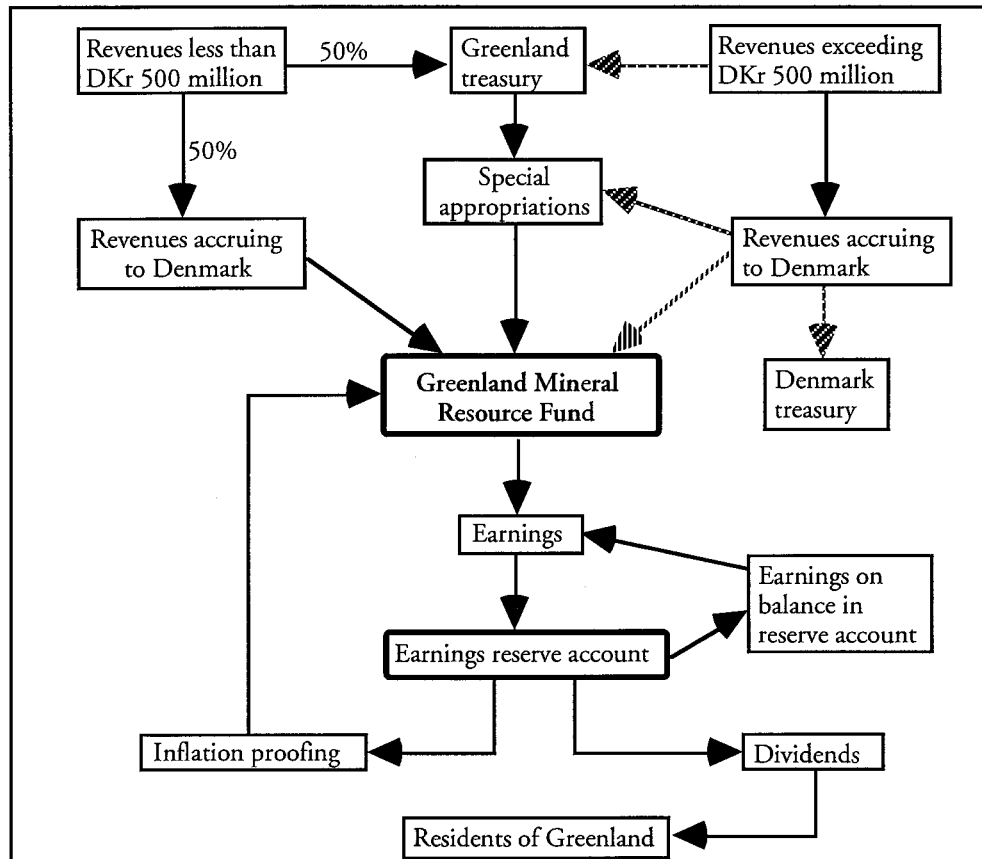 Revenues less than
DKr 500 million
50%
Greenland
treasury
Revenues exceeding
DKr 500 million
50%
Special
appropriations
Revenues accruing
to Denmark
Revenues accruing
to Denmark
Greenland Mineral
Resource Fund
Denmark
treasury
Earnings
Earnings on
balance in
reserve account
Earnings reserve account
Inflation proofing
Dividends
Residents of Greenland